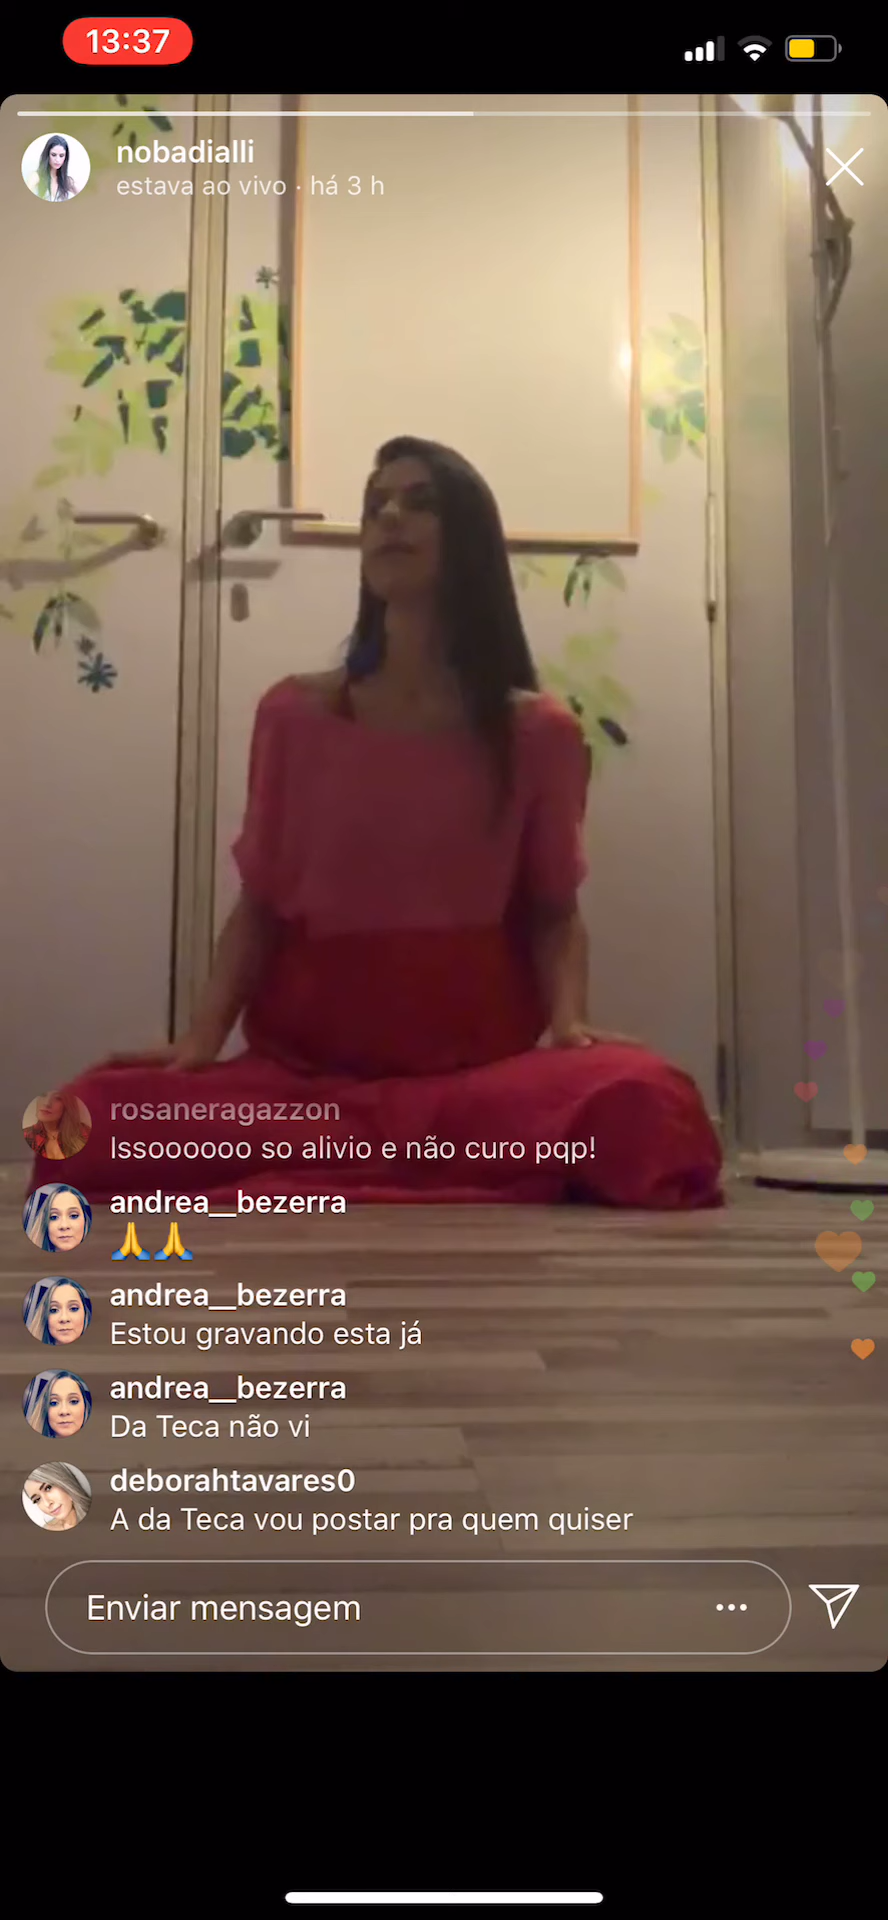 13:37
nobadialli
estava ao vivo · há 3 h
rosaneragazzon
Issoooooo so alivio e não curo pqp!
andrea__bezerra
🙏🙏
andrea__bezerra
Estou gravando esta já
andrea__bezerra
Da Teca não vi
deborahtavares0
A da Teca vou postar pra quem quiser
Enviar mensagem